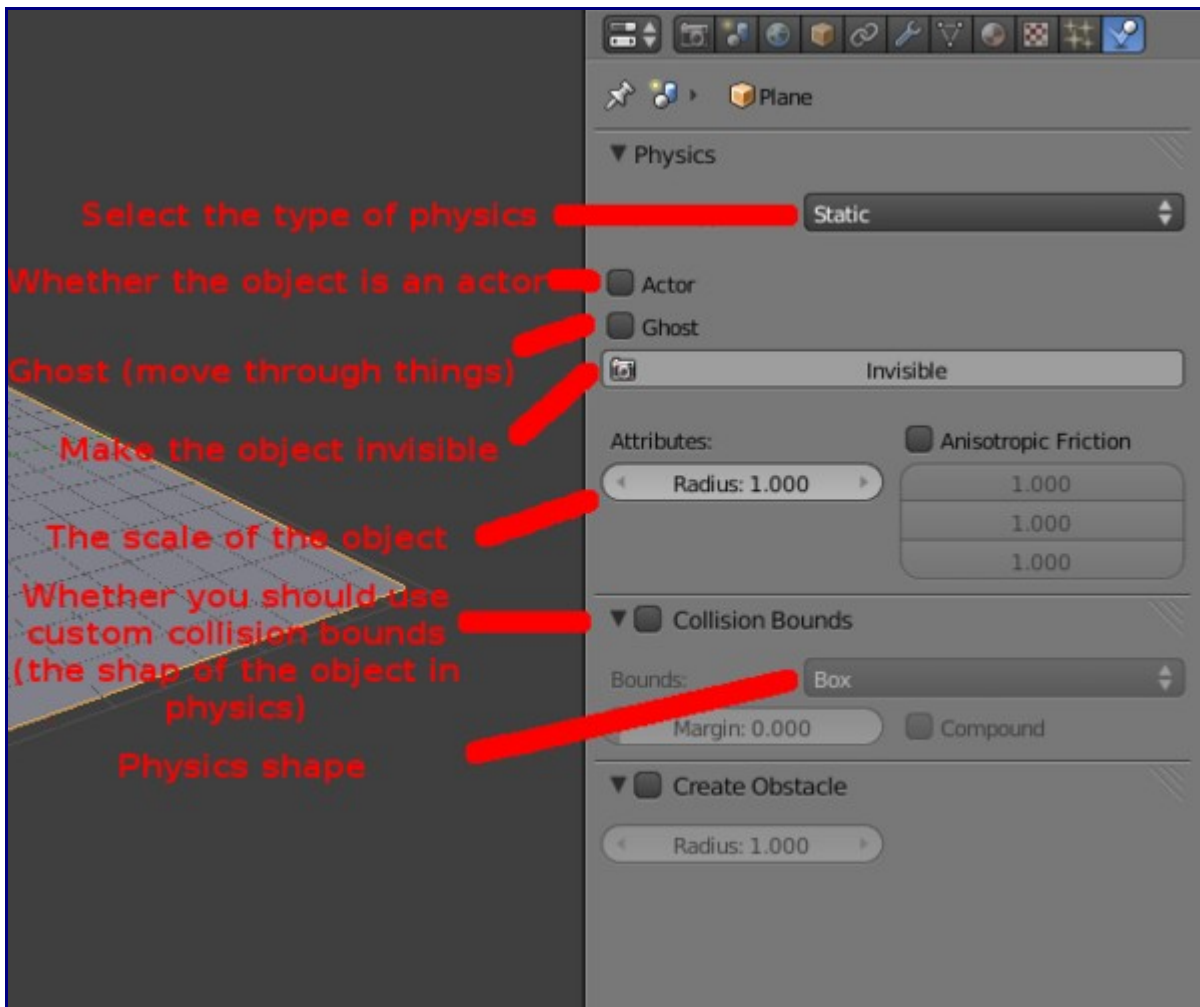 Plane
Physics
Select the type of physics
Static
Whether the object is an actor
Actor
Ghost
Ghost (move through things)
Invisible
Make the object invisible
Attributes:
Anisotropic Friction
Radius: 1.000
1.000
1.000
1.000
The scale of the object
Whether you should use
custom collision bounds
(the shap of the object in
physics)
Collision Bounds
Bounds:
Box
Margin: 0.000
Compound
Physics shape
Create Obstacle
Radius: 1.000